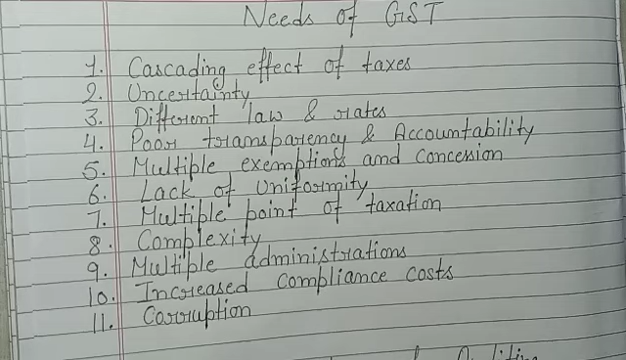 Needs of GST
1. Cascading effect of taxes
2. Uncertainty
3. Different law & rates
4. Poor transparency & Accountability
5. Multiple exemptions and concession
6. Lack of Uniformity
7. Multiple point of taxation
8. Complexity
9. Multiple administrations
10. Increased compliance costs
11. Corruption